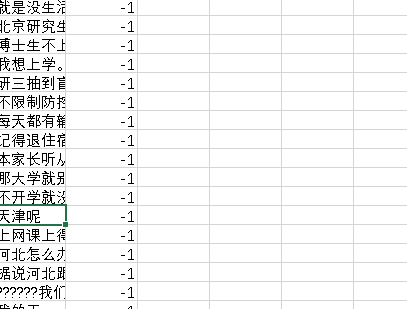 就是没生活 -1
北京研究生 -1
博士生不上 -1
我想上学。 -1
研三抽到盲 -1
不限制防控 -1
每天都有输 -1
记得退住宿 -1
本家长听从 -1
那大学就别 -1
不开学就没 -1
天津呢 -1
上网课上得 -1
河北怎么办 -1
据说河北跟 -1
??????我们 -1